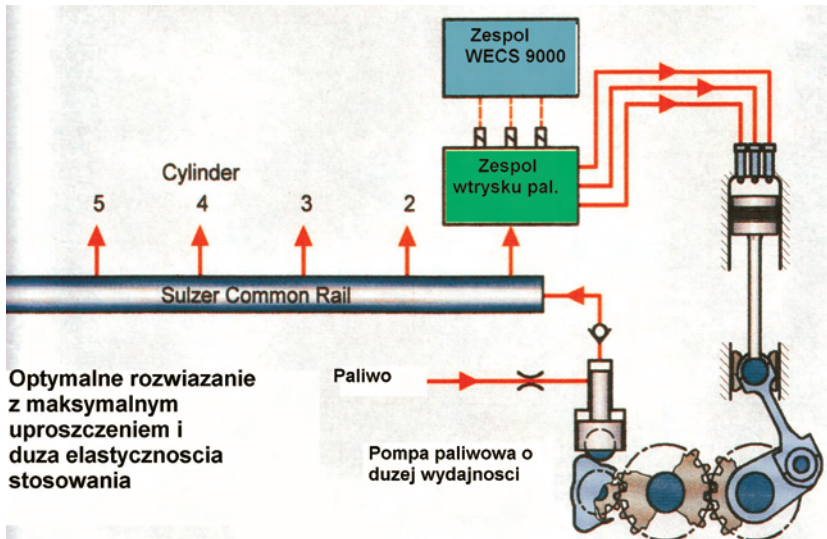 Zespol
WECS 9000
Zespol
wtrysku pal.
Cylinder
5 4 3 2
Sulzer Common Rail
Optymalne rozwiazanie
z maksymalnym
uproszczeniem i
duza elastycznoscia
stosowania
Paliwo
Pompa paliwowa o
duzej wydajnosci